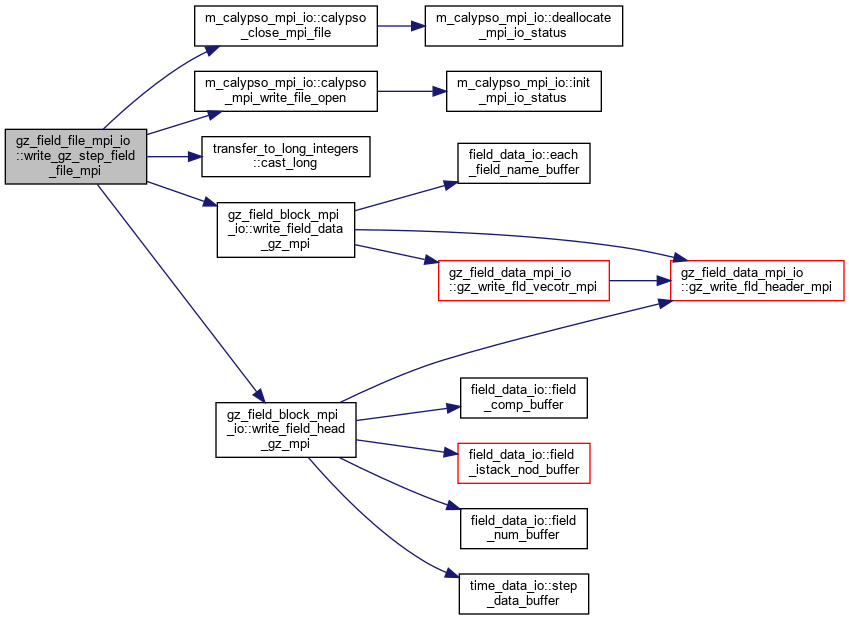 gz_field_file_mpi_io
::write_gz_step_field
_file_mpi
m_calypso_mpi_io::calypso
_close_mpi_file
m_calypso_mpi_io::deallocate
_mpi_io_status
m_calypso_mpi_io::calypso
_mpi_write_file_open
m_calypso_mpi_io::init
_mpi_io_status
transfer_to_long_integers
::cast_long
gz_field_block_mpi
_io::write_field_data
_gz_mpi
field_data_io::each
_field_name_buffer
gz_field_data_mpi_io
::gz_write_fld_vecotr_mpi
gz_field_data_mpi_io
::gz_write_fld_header_mpi
gz_field_block_mpi
_io::write_field_head
_gz_mpi
field_data_io::field
_comp_buffer
field_data_io::field
_istack_nod_buffer
field_data_io::field
_num_buffer
time_data_io::step
_data_buffer